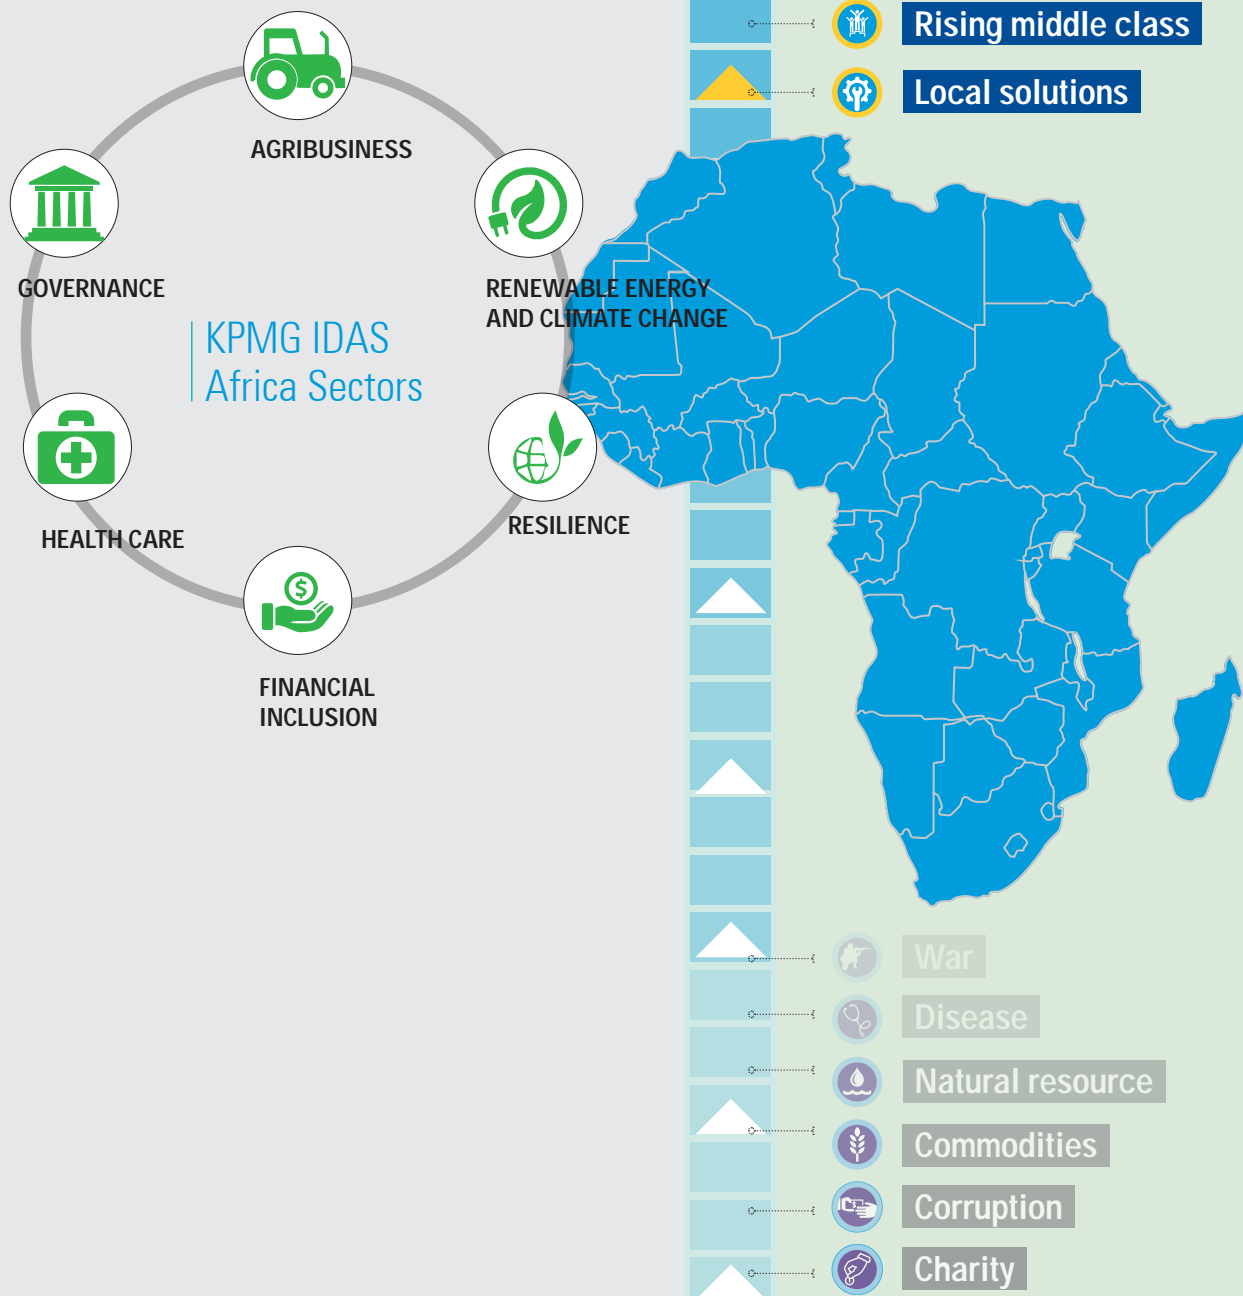 AGRIBUSINESS
GOVERNANCE
RENEWABLE ENERGY
AND CLIMATE CHANGE
KPMG IDAS
Africa Sectors
HEALTH CARE
RESILIENCE
FINANCIAL
INCLUSION
Rising middle class
Local solutions
War
Disease
Natural resource
Commodities
Corruption
Charity